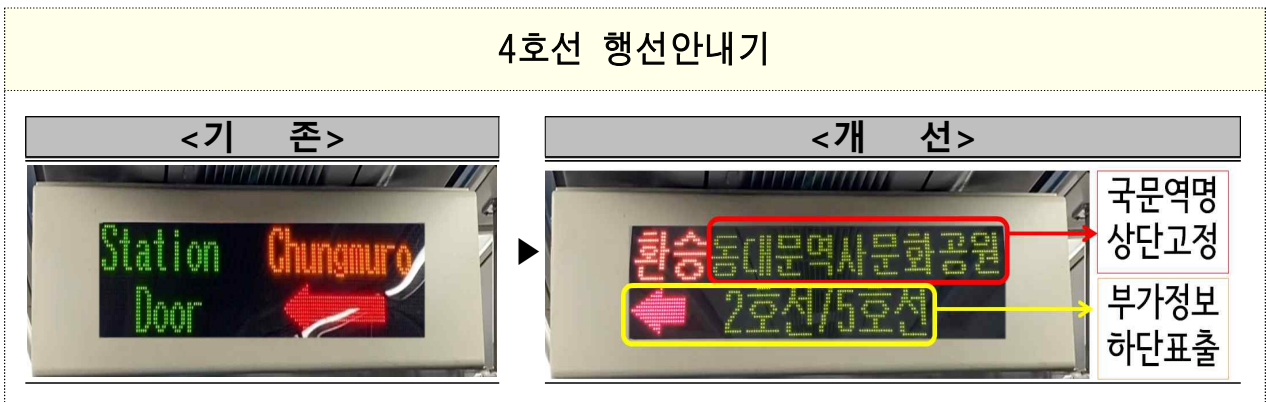 4호선 행선안내기
<기 존>
<개 선>
Station Chungmuro
Door
▶
환승 동대문역사문화공원
2호선/5호선
국문역명
상단고정
부가정보
하단표출